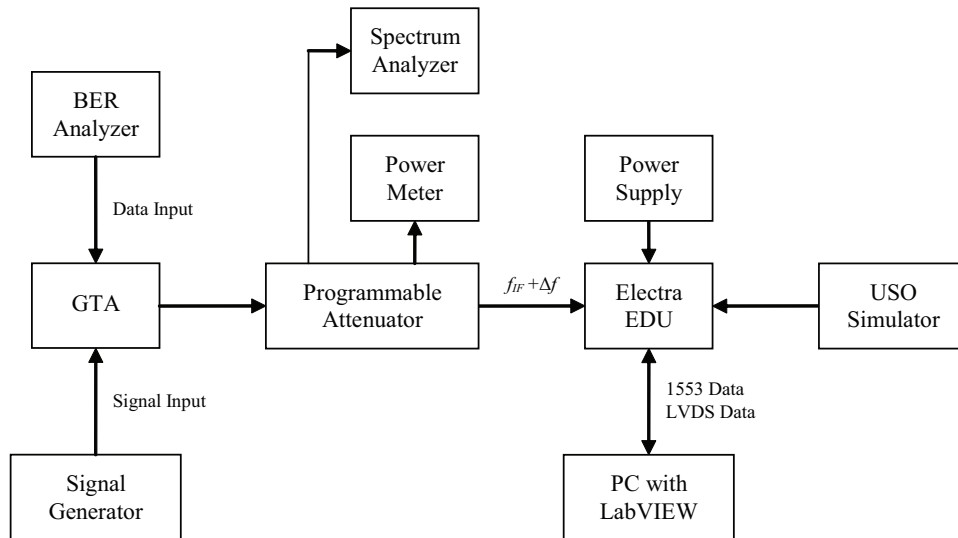 Spectrum
Analyzer
BER
Analyzer
Power
Meter
Power
Supply
Data Input
GTA
Programmable
Attenuator
f_IF + Δf
Electra
EDU
USO
Simulator
1553 Data
LVDS Data
Signal Input
Signal
Generator
PC with
LabVIEW